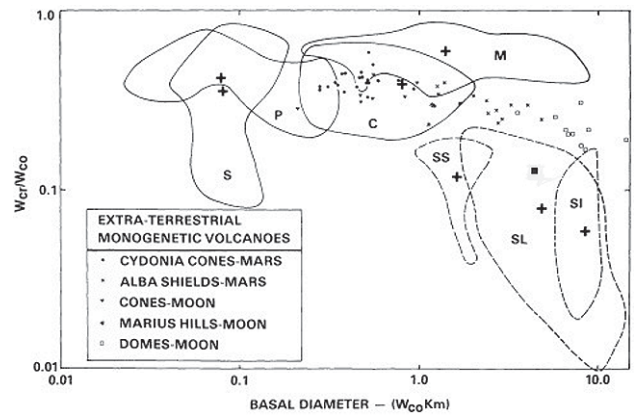 1.0
M
P
C
S
SS
SI
SL
0.1
0.01
WCr/WCO
EXTRA-TERRESTRIAL
MONOGENETIC VOLCANOES
CYDONIA CONES-MARS
ALBA SHIELDS-MARS
CONES-MOON
MARIUS HILLS-MOON
DOMES-MOON
0.01
0.1
1.0
10.0
BASAL DIAMETER — (WCO Km)